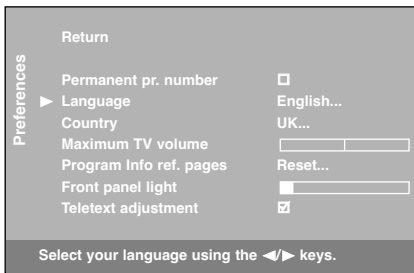 Preferences
Return
Permanent pr. number
Language English...
Country UK...
Maximum TV volume
Program Info ref. pages Reset...
Front panel light
Teletext adjustment
Select your language using the ◀/▶ keys.